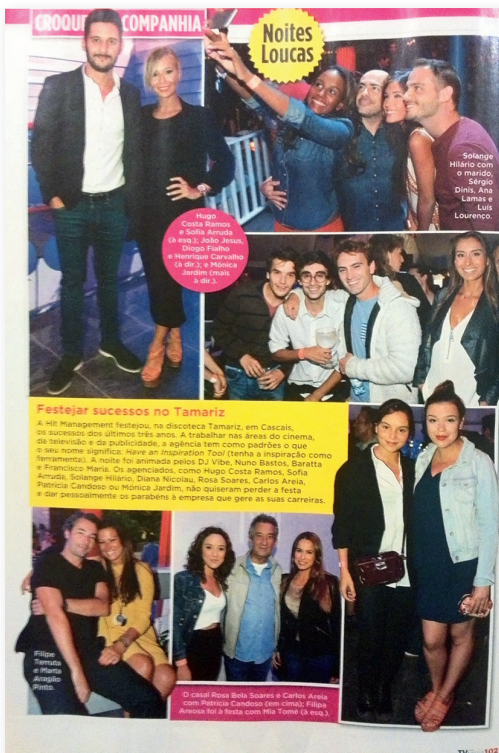 CROQUE
COMPANHIA
Noites
Loucas
Solange
Hilário com
o marido,
Sérgio
Dinis, Ana
Lamas e
Luís
Lourenço.
Hugo
Costa Ramos
e Sofia Arruda
(à esq.); João Jesus,
Diogo Fialho
e Henrique Carvalho
(à dir.); e Mónica
Jardim (mais
à dir.).
Festejar sucessos no Tamariz
A Hit Management festejou, na discoteca Tamariz, em Cascais,
os sucessos dos últimos três anos. A trabalhar nas áreas do cinema,
da televisão e da publicidade, a agência tem como padrões o que
o seu nome significa: Have an Inspiration Tool (tenha a inspiração como
ferramenta). A noite foi animada pelos DJ Vibe, Nuno Bastos, Baratta
e Francisco Maria. Os agenciados, como Hugo Costa Ramos, Sofia
Arruda, Solange Hilário, Diana Nicolau, Rosa Soares, Carlos Areia,
Patrícia Candoso ou Mónica Jardim, não quiseram perder a festa
e dar pessoalmente os parabéns à empresa que gere as suas carreiras.
Filipe
Terruta
e Marta
Aragão
Pinto.
O casal Rosa Bela Soares e Carlos Areia
com Patrícia Candoso (em cima); Filipa
Areosa foi à festa com Mia Tomé (à esq.).
TV
102